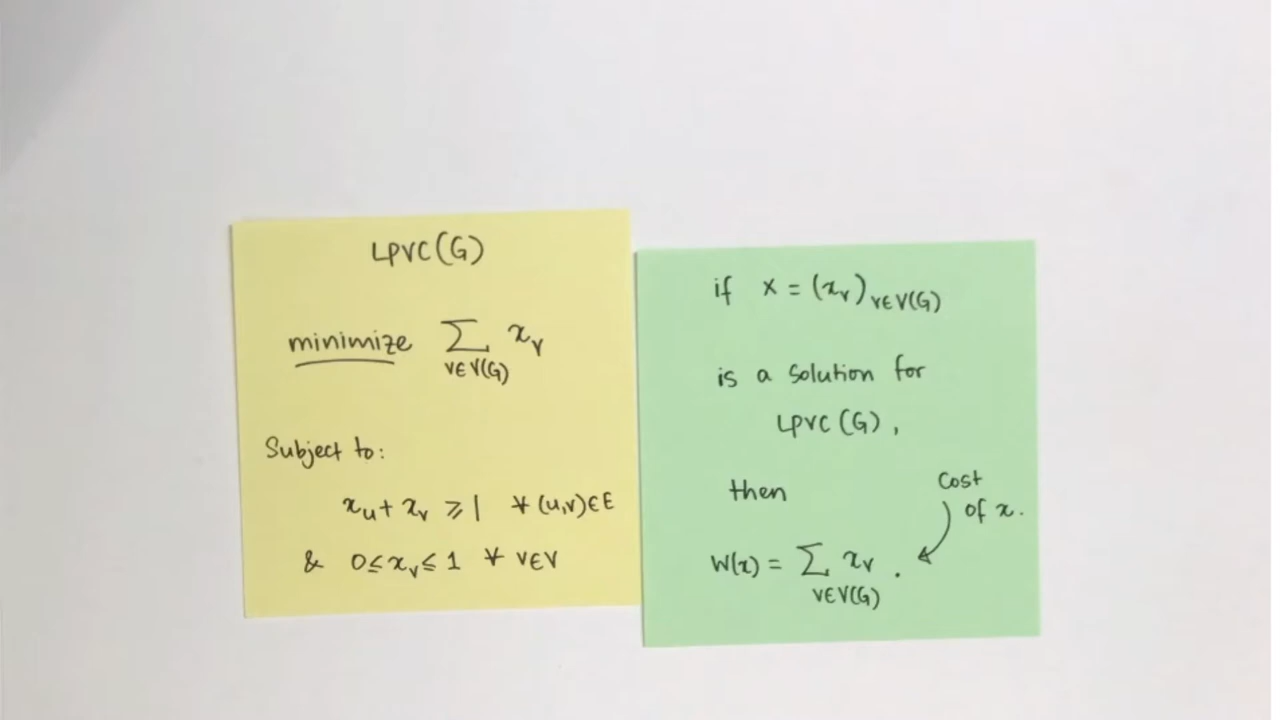 LPVC(G)
minimize ∑ x_v
v∈V(G)
Subject to:
x_u + x_v ⩾ 1 ∀ (u,v)∈E
& 0 ≤ x_v ≤ 1 ∀ v∈V
if x = (x_v)_{v∈V(G)}
is a solution for
LPVC (G),
then
cost
of x.
W(x) = ∑ x_v .
v∈V(G)